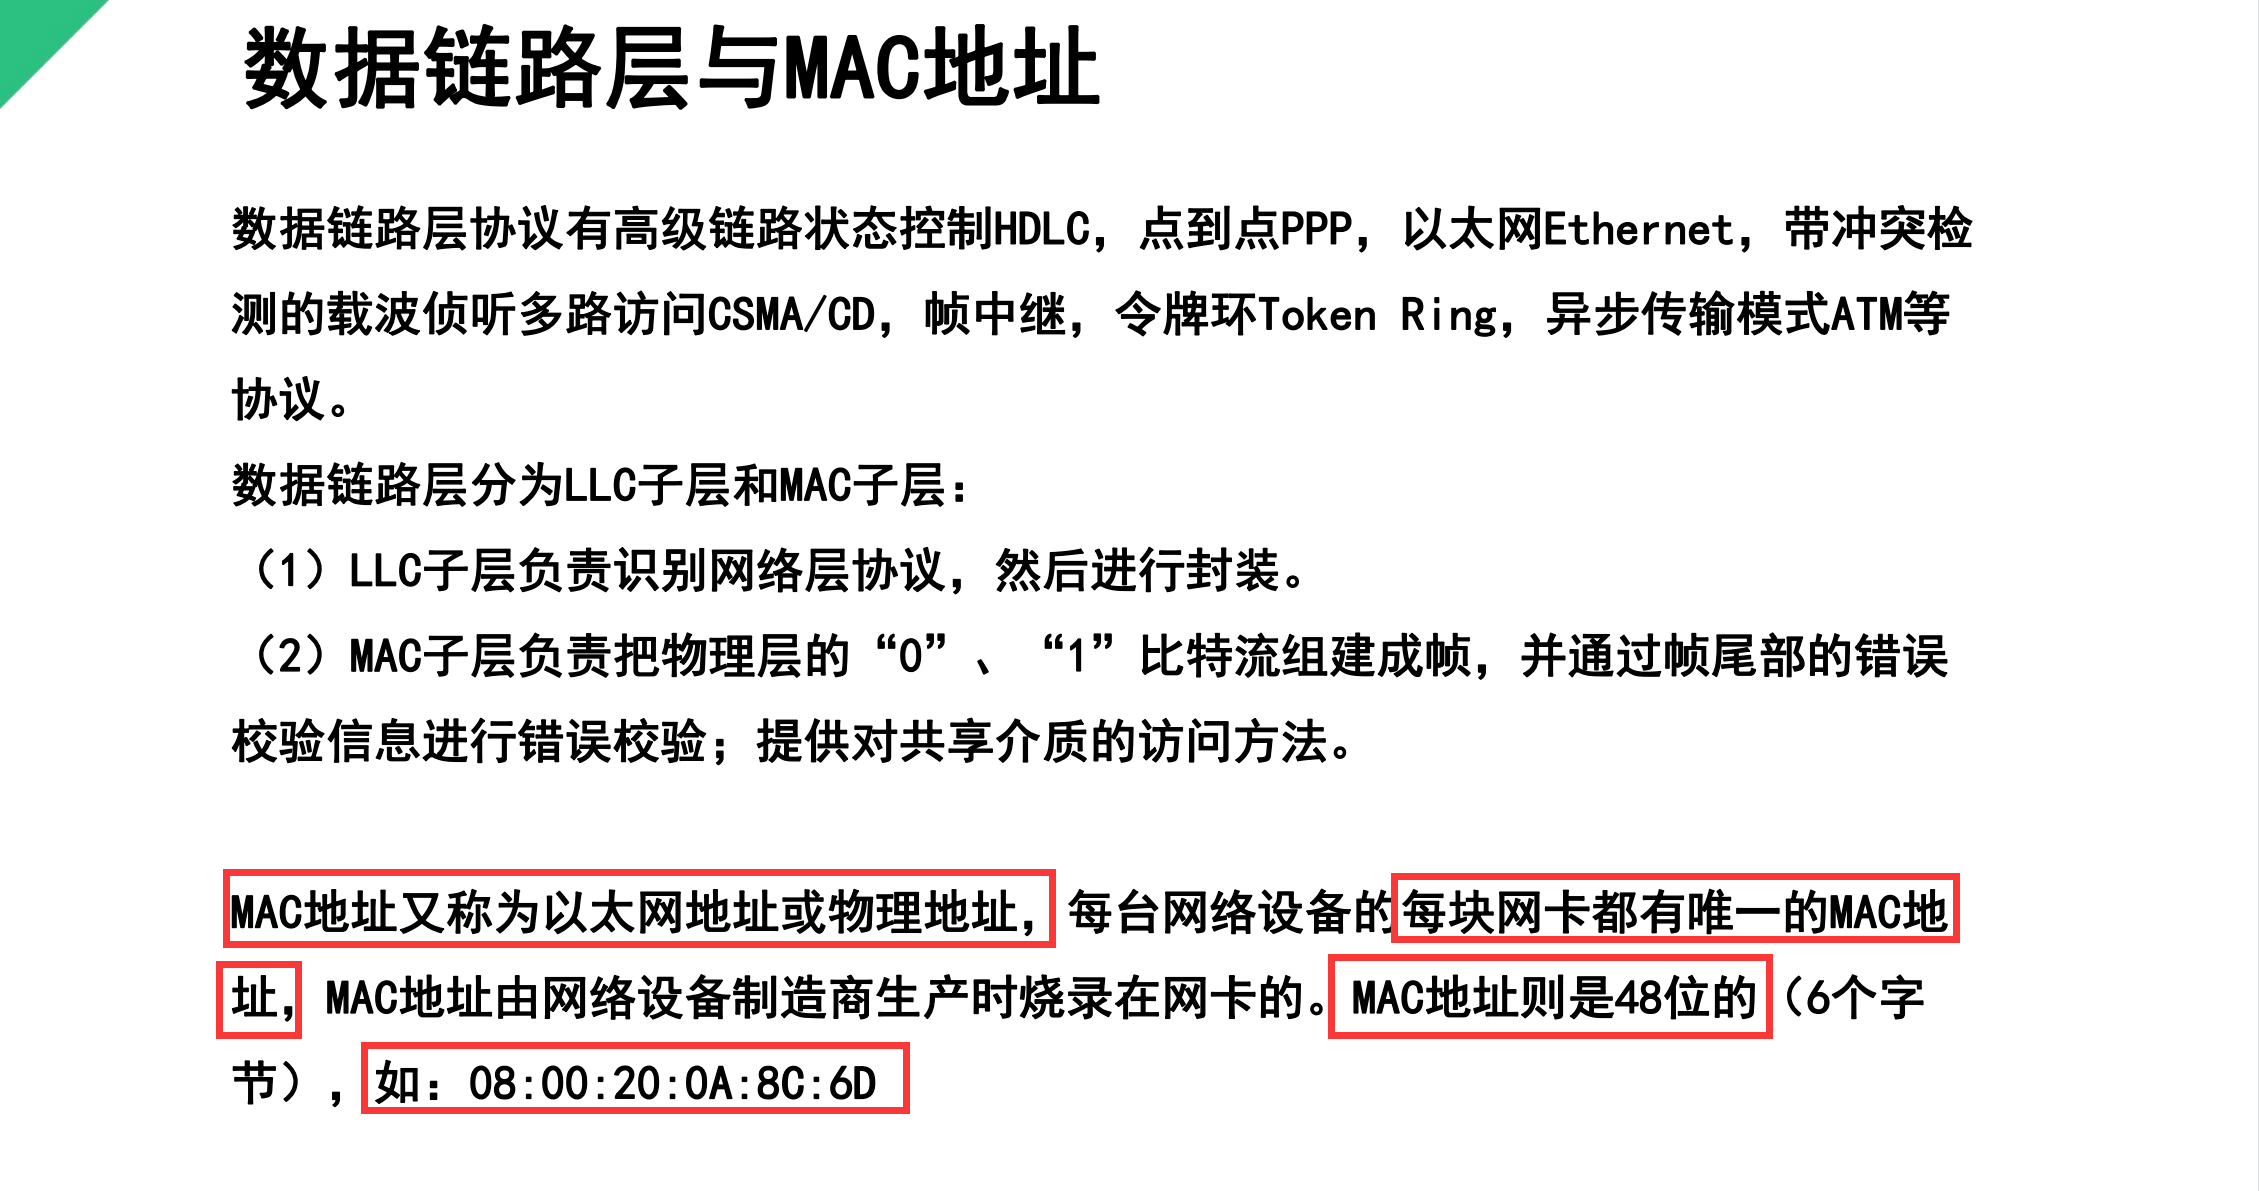 数据链路层与MAC地址
数据链路层协议有高级链路状态控制HDLC，点到点PPP，以太网Ethernet，带冲突检
测的载波侦听多路访问CSMA/CD，帧中继，令牌环Token Ring，异步传输模式ATM等
协议。
数据链路层分为LLC子层和MAC子层：
（1）LLC子层负责识别网络层协议，然后进行封装。
（2）MAC子层负责把物理层的“0”、“1”比特流组建成帧，并通过帧尾部的错误
校验信息进行错误校验；提供对共享介质的访问方法。
MAC地址又称为以太网地址或物理地址，每台网络设备的每块网卡都有唯一的MAC地
址，MAC地址由网络设备制造商生产时烧录在网卡的。MAC地址则是48位的（6个字
节），如：08:00:20:0A:8C:6D